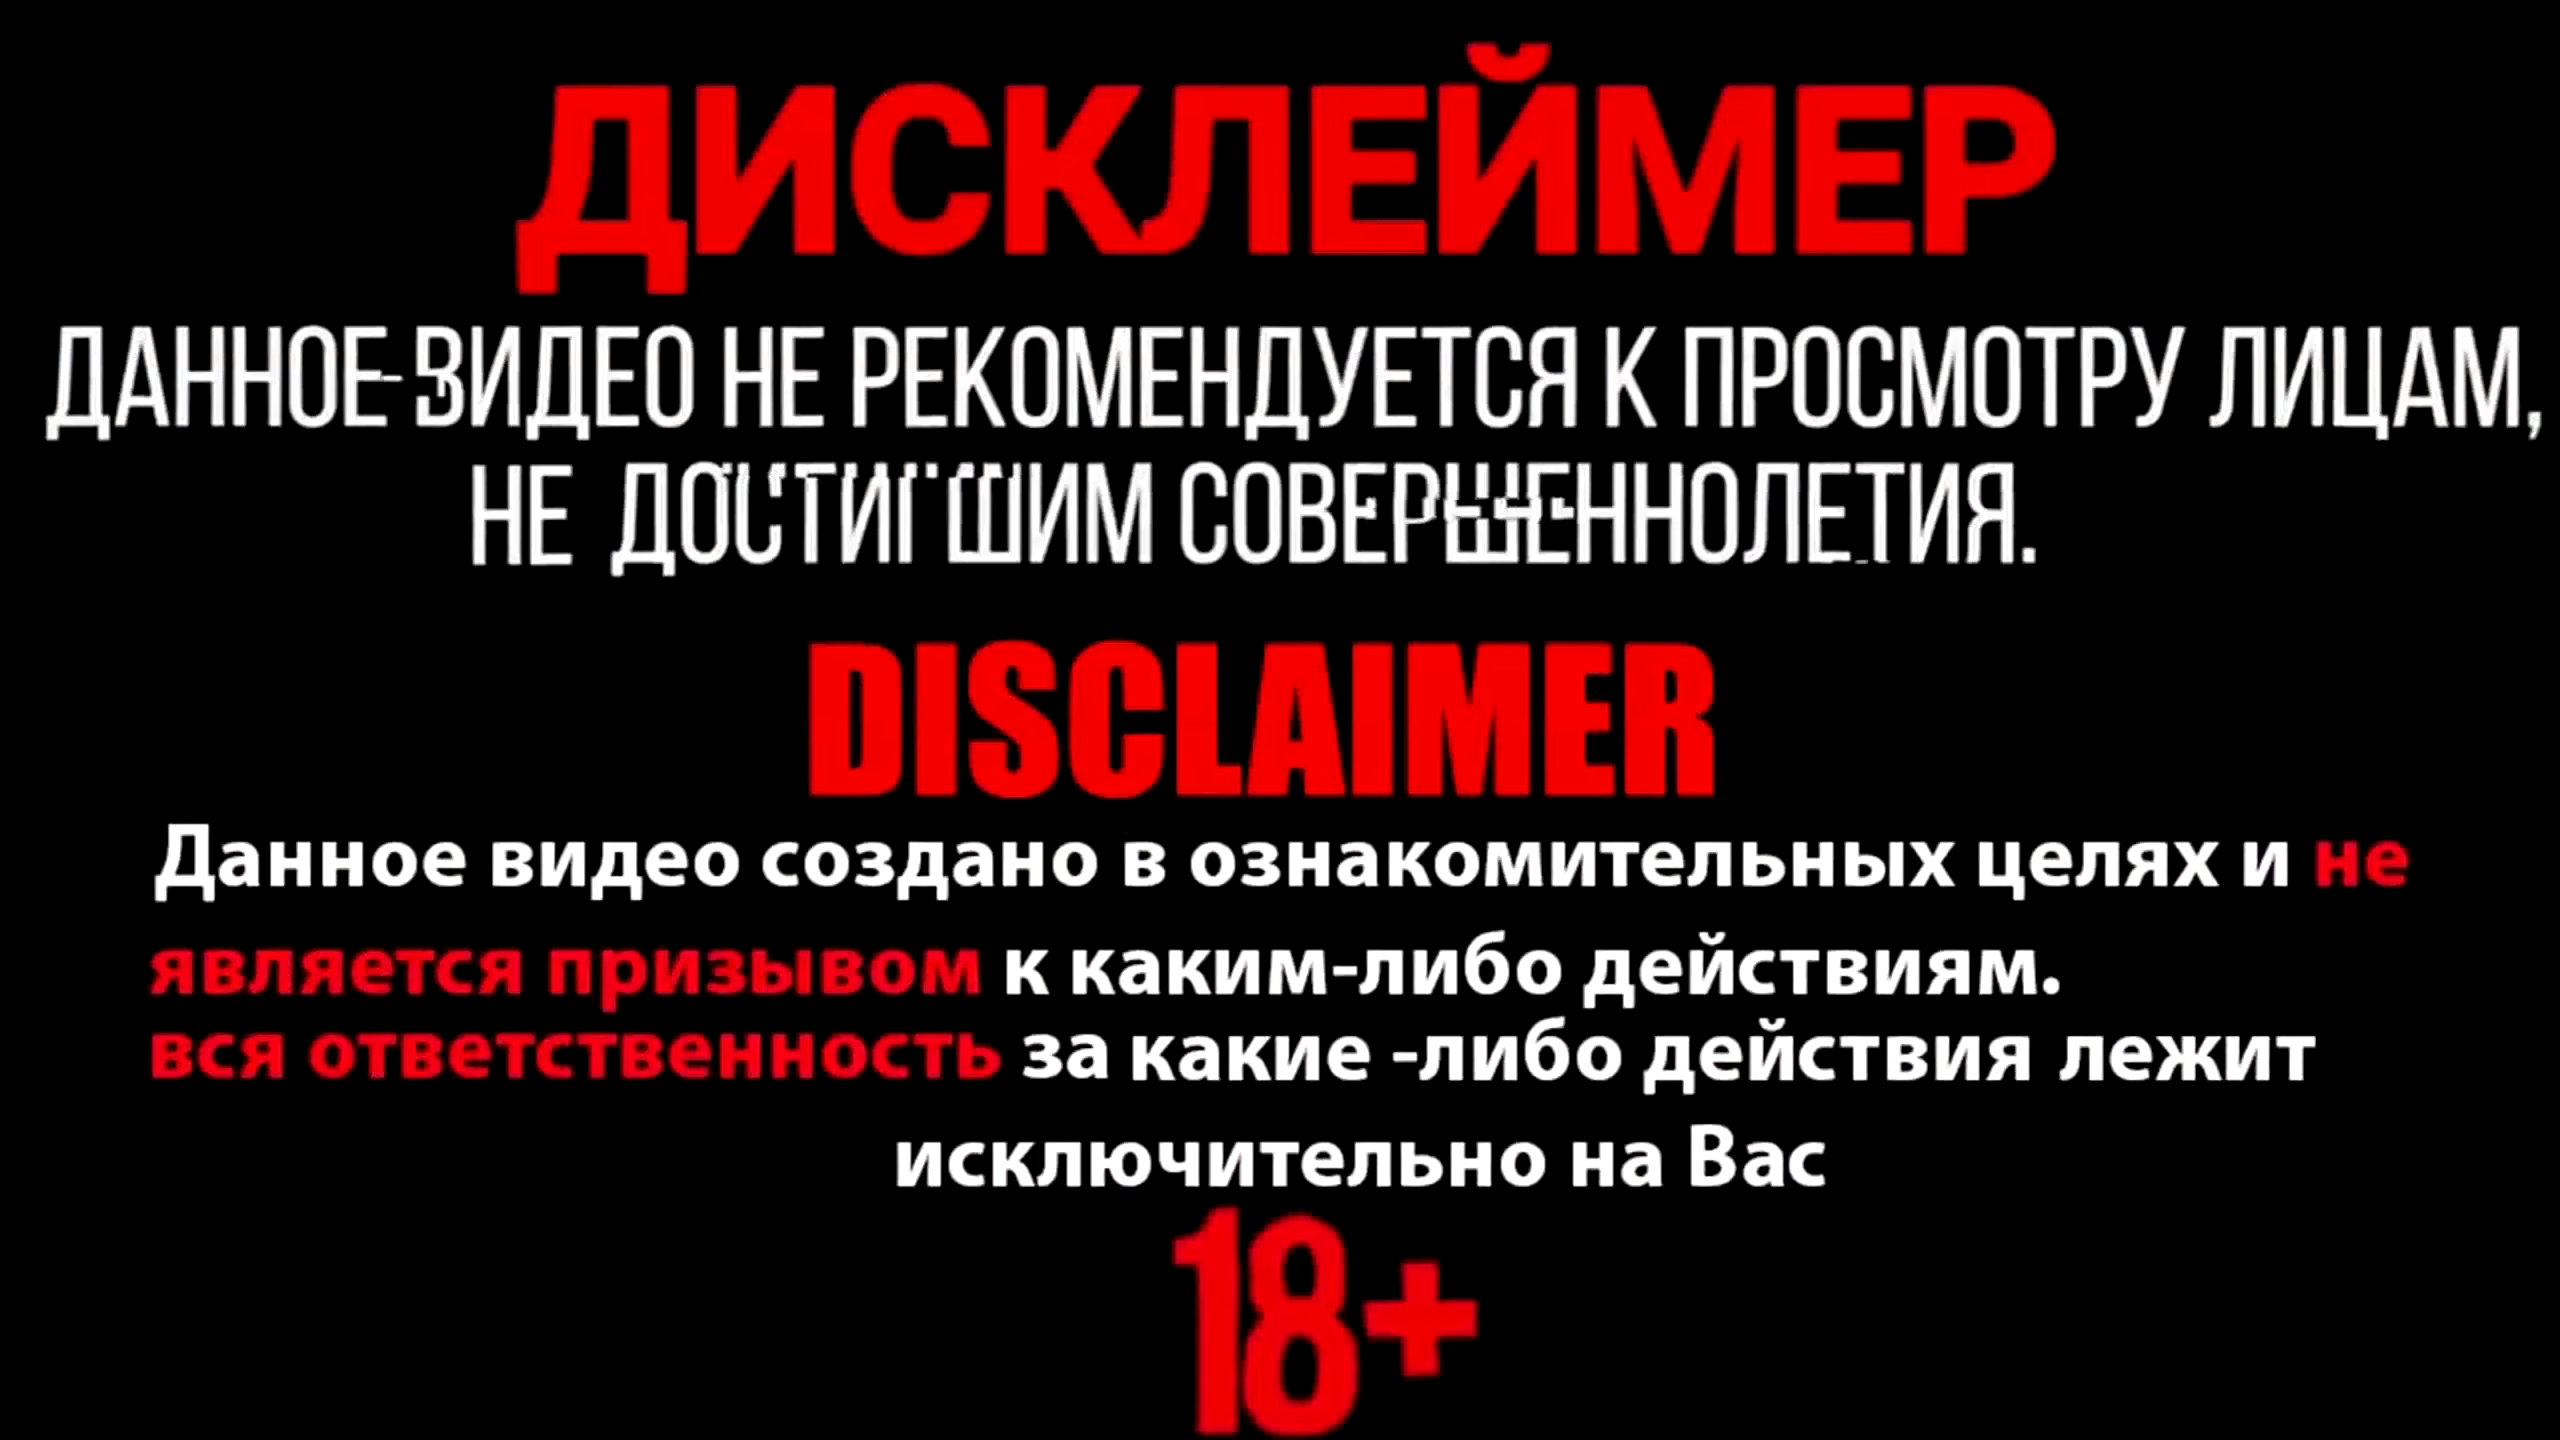 ДИСКЛЕЙМЕР
ДАННОЕ ВИДЕО НЕ РЕКОМЕНДУЕТСЯ К ПРОСМОТРУ ЛИЦАМ,
НЕ ДОСТИГШИМ СОВЕРШЕННОЛЕТИЯ.
DISCLAIMER
Данное видео создано в ознакомительных целях и не
является призывом к каким-либо действиям.
вся ответственность за какие -либо действия лежит
исключительно на Вас
18+